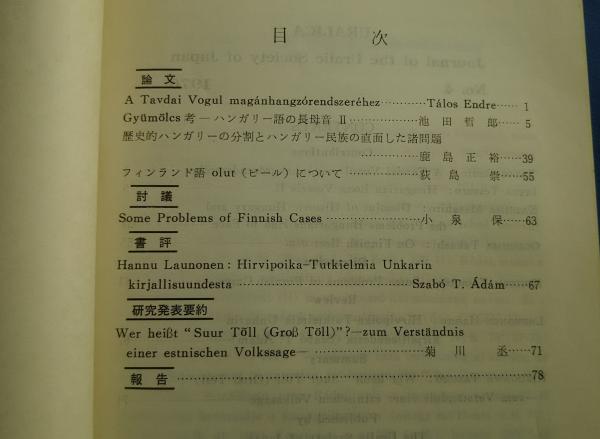 目次
論文
A Tavdai Vogul magánhangzórendszeréhez…………Tálos Endre…… 1
Gyümölcs 考 ― ハンガリー語の長母音 II …………池田哲郎…… 5
歴史的ハンガリーの分割とハンガリー民族の直面した諸問題
…………鹿島正裕……39
フィンランド語 olut（ビール）について …………荻島崇……55
討議
Some Problems of Finnish Cases …………小泉保……63
書評
Hannu Launonen: Hirvipoika-Tutkielmia Unkarin
kirjallisuundesta …………Szabó T. Ádám……67
研究発表要約
Wer heißt “Suur Tõll (Groß Tõll)”?—zum Verständnis
einer estnischen Volkssage— …………菊川丞……71
報告 …………78